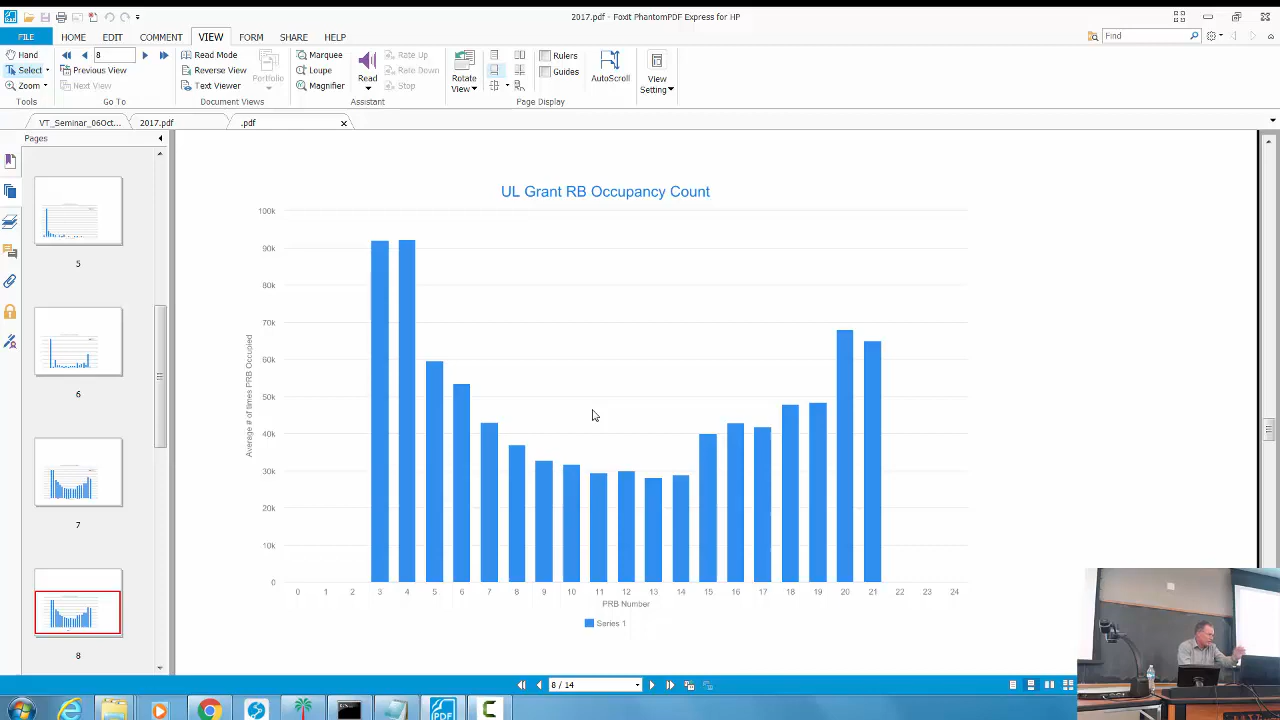 2017.pdf - Foxit PhantomPDF Express for HP
FILE HOME EDIT COMMENT VIEW FORM SHARE HELP
Find
Hand
Select
Zoom
Tools
8
Previous View
Next View
Go To
Read Mode
Reverse View
Text Viewer
Portfolio
Document Views
Marquee
Loupe
Magnifier
Read
Rate Up
Rate Down
Stop
Assistant
Rotate
View
Rulers
Guides
Page Display
AutoScroll
View
Setting
VT_Seminar_06Oct... 2017.pdf .pdf
Pages
5
6
7
8
UL Grant RB Occupancy Count
Average # of times PRB Occupied
100k
90k
80k
70k
60k
50k
40k
30k
20k
10k
0
0 1 2 3 4 5 6 7 8 9 10 11 12 13 14 15 16 17 18 19 20 21 22 23 24
PRB Number
Series 1
8 / 14
PDF